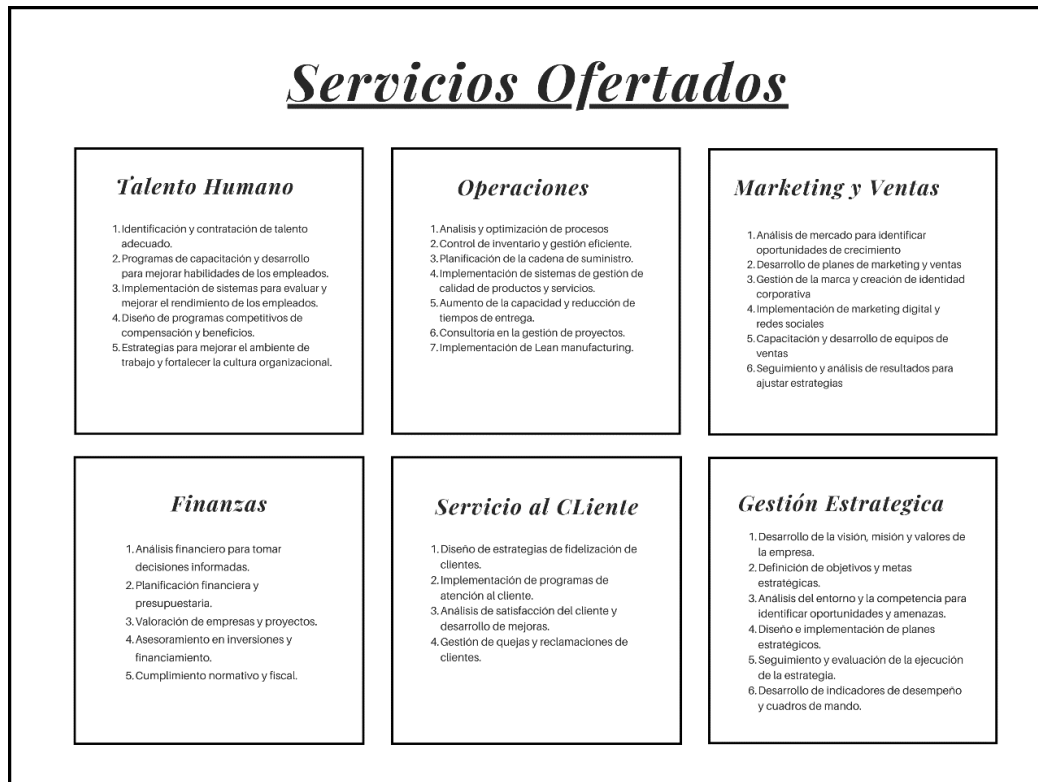 Servicios Ofertados
Talento Humano
1. Identificación y contratación de talento
adecuado.
2. Programas de capacitación y desarrollo
para mejorar habilidades de los empleados.
3. Implementación de sistemas para evaluar y
mejorar el rendimiento de los empleados.
4. Diseño de programas competitivos de
compensación y beneficios.
5. Estrategias para mejorar el ambiente de
trabajo y fortalecer la cultura organizacional.
Operaciones
1. Analisis y optimización de procesos
2. Control de inventario y gestión eficiente.
3. Planificación de la cadena de suministro.
4. Implementación de sistemas de gestión de
calidad de productos y servicios.
5. Aumento de la capacidad y reducción de
tiempos de entrega.
6. Consultoría en la gestión de proyectos.
7. Implementación de Lean manufacturing.
Marketing y Ventas
1. Análisis de mercado para identificar
oportunidades de crecimiento
2. Desarrollo de planes de marketing y ventas
3. Gestión de la marca y creación de identidad
corporativa
4. Implementación de marketing digital y
redes sociales
5. Capacitación y desarrollo de equipos de
ventas
6. Seguimiento y análisis de resultados para
ajustar estrategias
Finanzas
1. Análisis financiero para tomar
decisiones informadas.
2. Planificación financiera y
presupuestaria.
3. Valoración de empresas y proyectos.
4. Asesoramiento en inversiones y
financiamiento.
5. Cumplimiento normativo y fiscal.
Servicio al CLiente
1. Diseño de estrategias de fidelización de
clientes.
2. Implementación de programas de
atención al cliente.
3. Análisis de satisfacción del cliente y
desarrollo de mejoras.
4. Gestión de quejas y reclamaciones de
clientes.
Gestión Estrategica
1. Desarrollo de la visión, misión y valores de
la empresa.
2. Definición de objetivos y metas
estratégicas.
3. Análisis del entorno y la competencia para
identificar oportunidades y amenazas.
4. Diseño e implementación de planes
estratégicos.
5. Seguimiento y evaluación de la ejecución
de la estrategia.
6. Desarrollo de indicadores de desempeño
y cuadros de mando.